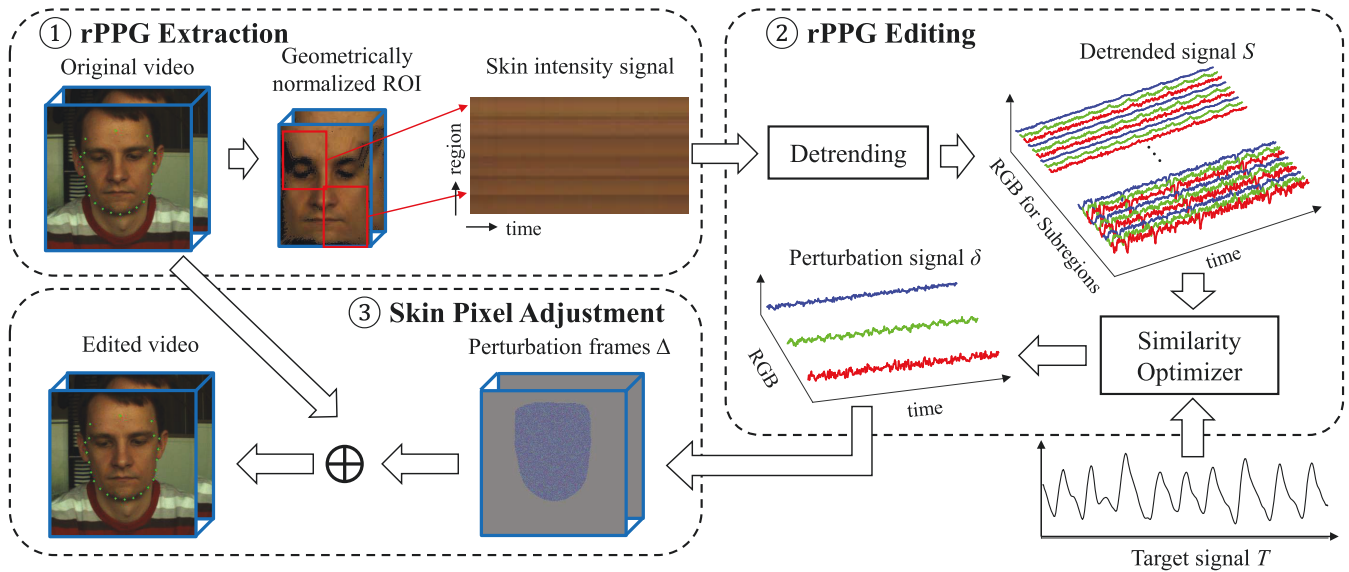 ① rPPG Extraction
Original video
Geometrically
normalized ROI
Skin intensity signal
region
time
② rPPG Editing
Detrended signal S
Detrending
RGB for Subregions
time
Similarity
Optimizer
Perturbation signal δ
RGB
time
Target signal T
③ Skin Pixel Adjustment
Edited video
Perturbation frames Δ